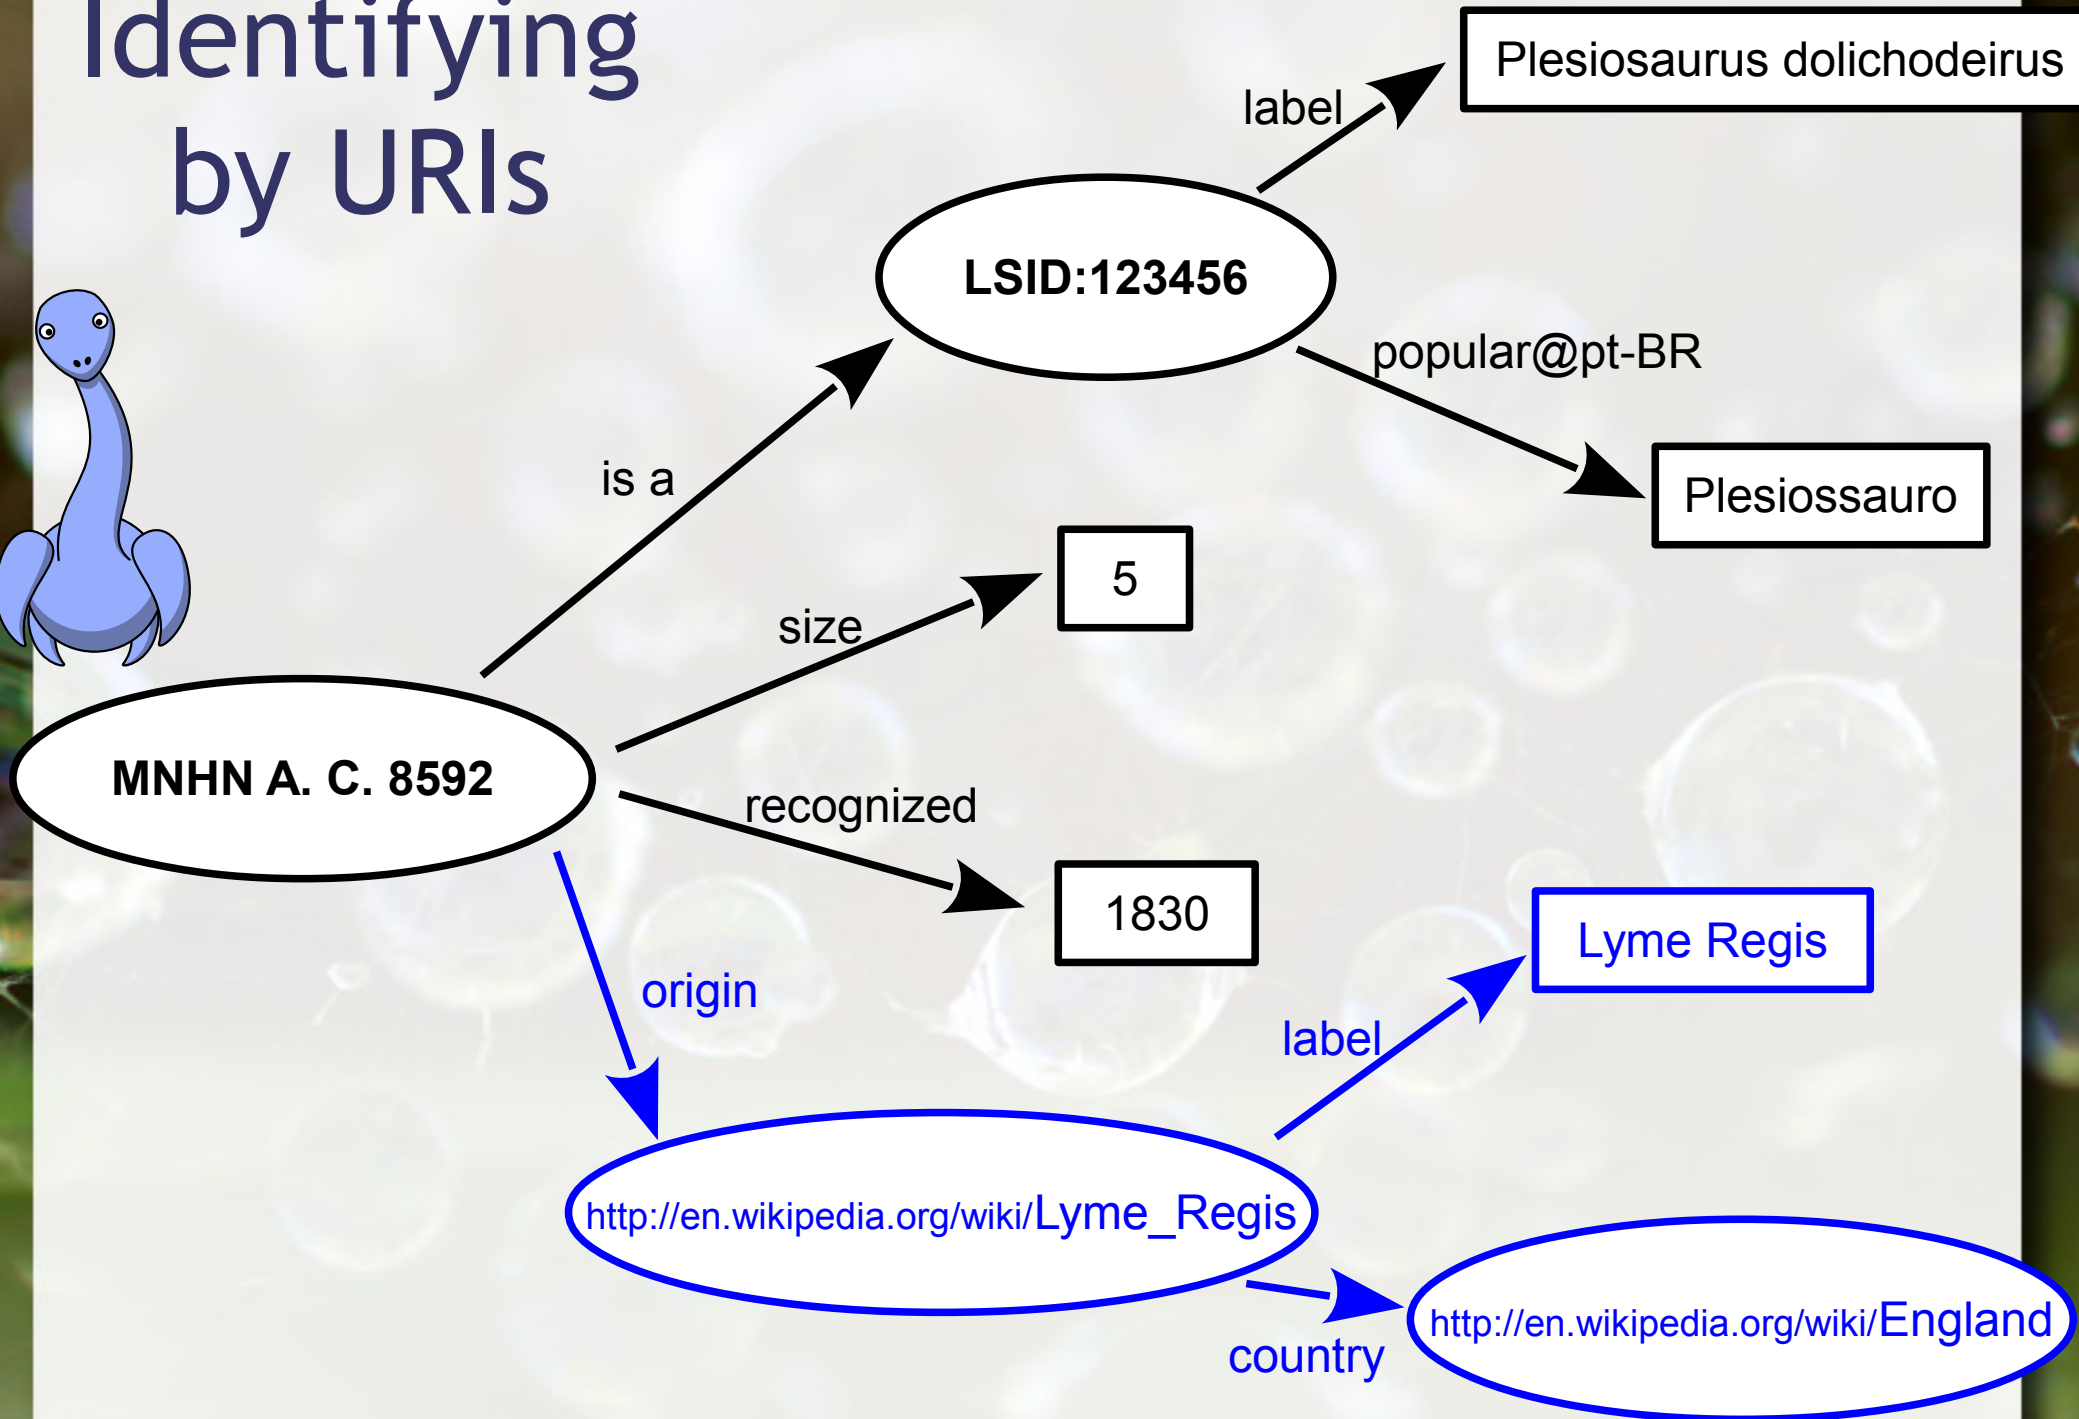 Identifying
by URIs
label
Plesiosaurus dolichodeirus
LSID:123456
popular@pt-BR
Plesiossauro
is a
size
5
MNHN A. C. 8592
recognized
1830
origin
label
Lyme Regis
http://en.wikipedia.org/wiki/Lyme_Regis
country
http://en.wikipedia.org/wiki/England